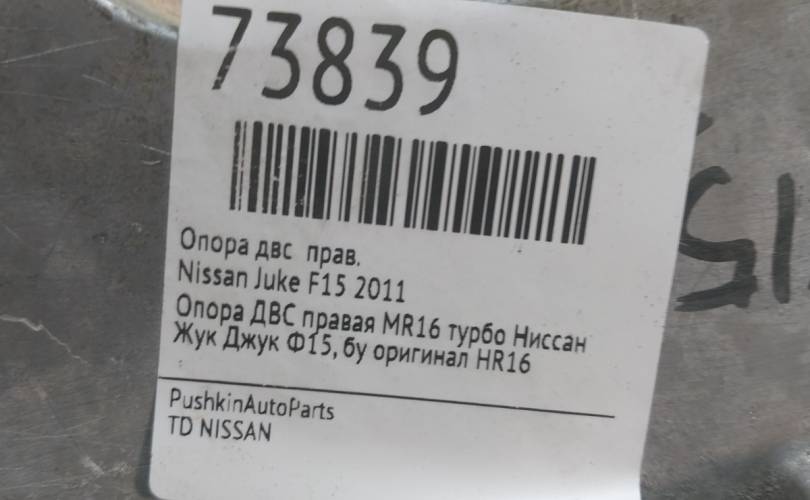 73839
Опора двс прав.
Nissan Juke F15 2011
Опора ДВС правая MR16 турбо Ниссан
Жук Джук Ф15, бу оригинал HR16
PushkinAutoParts
TD NISSAN